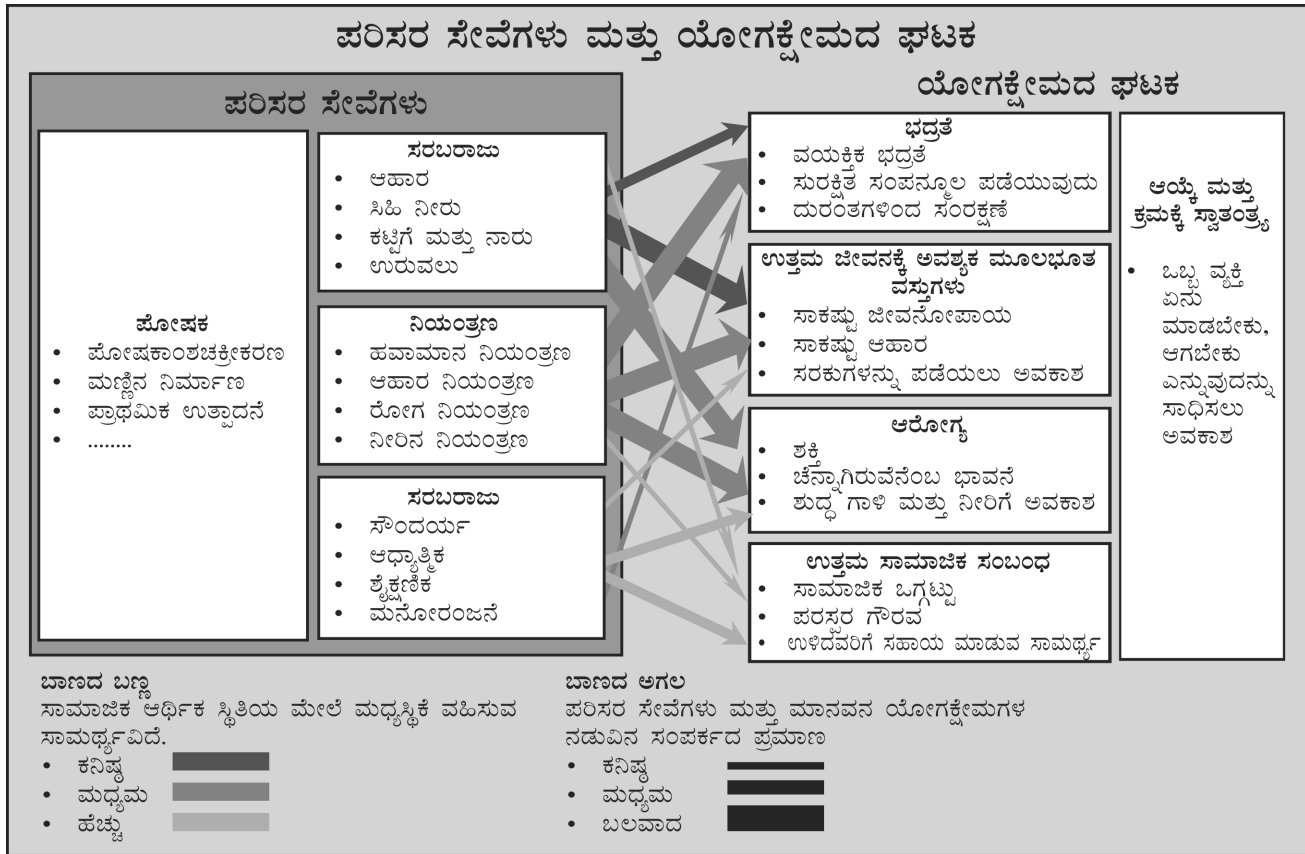 ಪರಿಸರ ಸೇವೆಗಳು ಮತ್ತು ಯೋಗಕ್ಷೇಮದ ಘಟಕ
ಪರಿಸರ ಸೇವೆಗಳು
ಪೋಷಕ
• ಪೋಷಕಾಂಶಚಕ್ರೀಕರಣ
• ಮಣ್ಣಿನ ನಿರ್ಮಾಣ
• ಪ್ರಾಥಮಿಕ ಉತ್ಪಾದನೆ
• ........
ಸರಬರಾಜು
• ಆಹಾರ
• ಸಿಹಿ ನೀರು
• ಕಟ್ಟಿಗೆ ಮತ್ತು ನಾರು
• ಉರುವಲು
ನಿಯಂತ್ರಣ
• ಹವಾಮಾನ ನಿಯಂತ್ರಣ
• ಆಹಾರ ನಿಯಂತ್ರಣ
• ರೋಗ ನಿಯಂತ್ರಣ
• ನೀರಿನ ನಿಯಂತ್ರಣ
ಸರಬರಾಜು
• ಸೌಂದರ್ಯ
• ಆಧ್ಯಾತ್ಮಿಕ
• ಶೈಕ್ಷಣಿಕ
• ಮನೋರಂಜನೆ
ಯೋಗಕ್ಷೇಮದ ಘಟಕ
ಭದ್ರತೆ
• ವಯಕ್ತಿಕ ಭದ್ರತೆ
• ಸುರಕ್ಷಿತ ಸಂಪನ್ಮೂಲ ಪಡೆಯುವುದು
• ದುರಂತಗಳಿಂದ ಸಂರಕ್ಷಣೆ
ಉತ್ತಮ ಜೀವನಕ್ಕೆ ಅವಶ್ಯಕ ಮೂಲಭೂತ
ವಸ್ತುಗಳು
• ಸಾಕಷ್ಟು ಜೀವನೋಪಾಯ
• ಸಾಕಷ್ಟು ಆಹಾರ
• ಸರಕುಗಳನ್ನು ಪಡೆಯಲು ಅವಕಾಶ
ಆರೋಗ್ಯ
• ಶಕ್ತಿ
• ಚೆನ್ನಾಗಿರುವೆನೆಂಬ ಭಾವನೆ
• ಶುದ್ಧ ಗಾಳಿ ಮತ್ತು ನೀರಿಗೆ ಅವಕಾಶ
ಉತ್ತಮ ಸಾಮಾಜಿಕ ಸಂಬಂಧ
• ಸಾಮಾಜಿಕ ಒಗ್ಗಟ್ಟು
• ಪರಸ್ಪರ ಗೌರವ
• ಉಳಿದವರಿಗೆ ಸಹಾಯ ಮಾಡುವ ಸಾಮರ್ಥ್ಯ
ಆಯ್ಕೆ ಮತ್ತು
ಕ್ರಮಕ್ಕೆ ಸ್ವಾತಂತ್ರ್ಯ
• ಒಬ್ಬ ವ್ಯಕ್ತಿ
ಏನು
ಮಾಡಬೇಕು,
ಆಗಬೇಕು
ಎನ್ನುವುದನ್ನು
ಸಾಧಿಸಲು
ಅವಕಾಶ
ಬಾಣದ ಬಣ್ಣ
ಸಾಮಾಜಿಕ ಆರ್ಥಿಕ ಸ್ಥಿತಿಯ ಮೇಲೆ ಮಧ್ಯಸ್ಥಿಕೆ ವಹಿಸುವ
ಸಾಮರ್ಥ್ಯವಿದೆ.
• ಕನಿಷ್ಠ
• ಮಧ್ಯಮ
• ಹೆಚ್ಚು
ಬಾಣದ ಅಗಲ
ಪರಿಸರ ಸೇವೆಗಳು ಮತ್ತು ಮಾನವನ ಯೋಗಕ್ಷೇಮಗಳ
ನಡುವಿನ ಸಂಪರ್ಕದ ಪ್ರಮಾಣ
• ಕನಿಷ್ಠ
• ಮಧ್ಯಮ
• ಬಲವಾದ